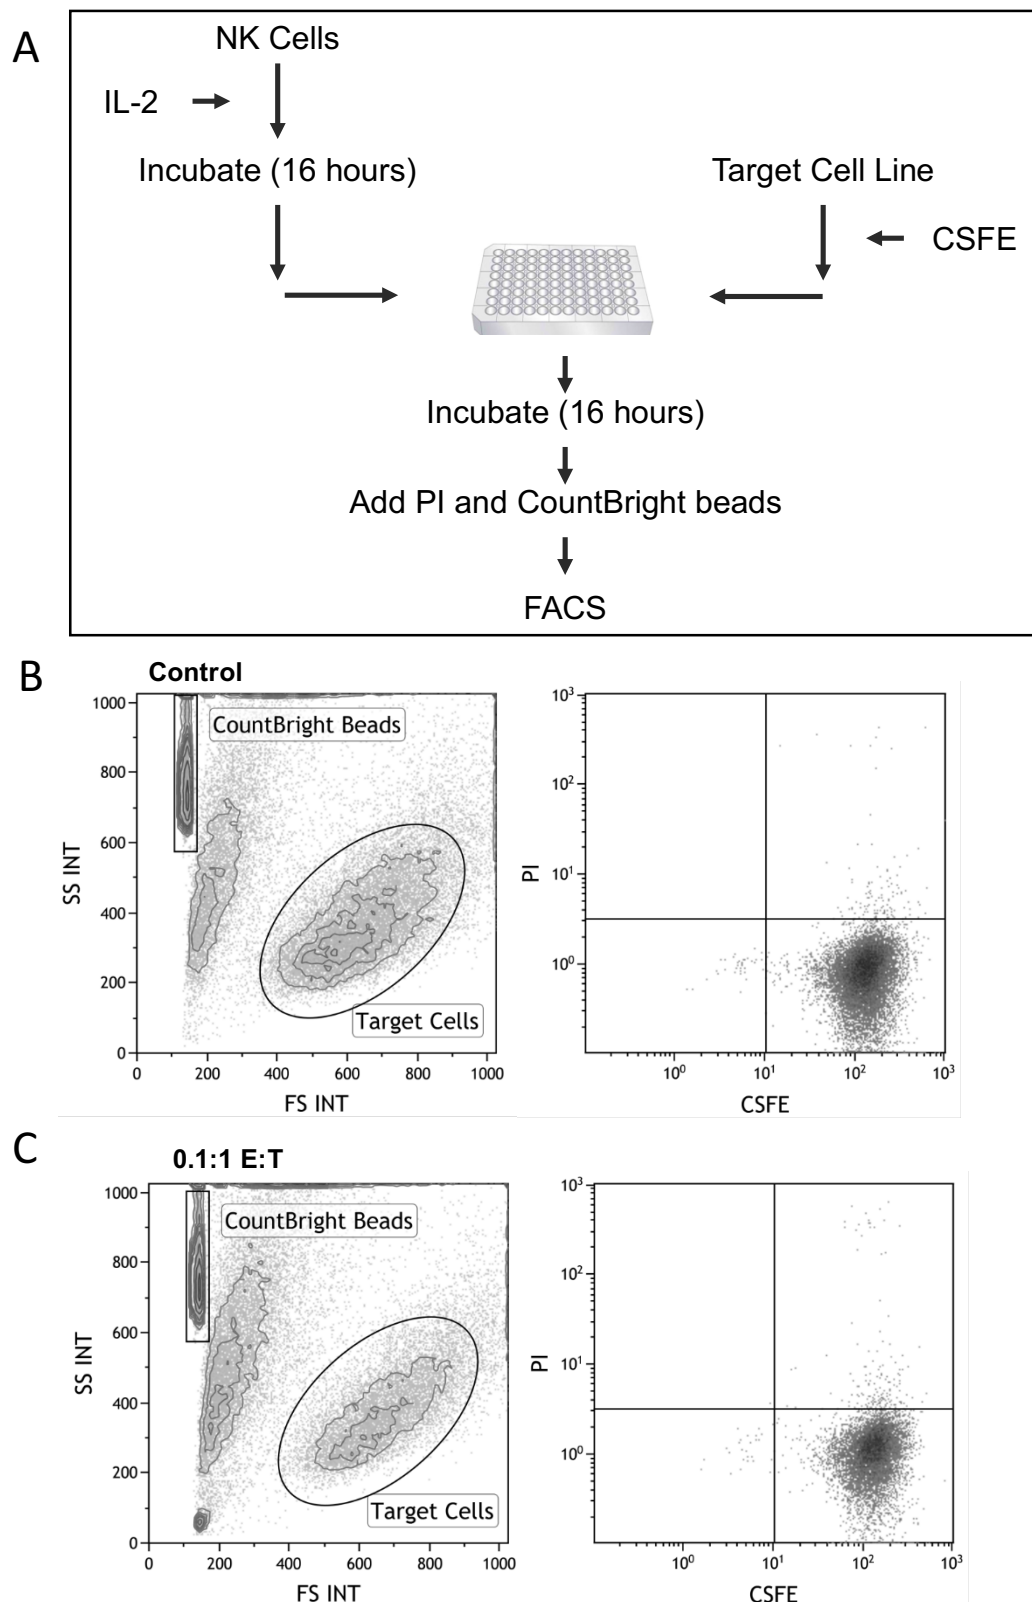 A
NK Cells
IL-2
Incubate (16 hours)
Target Cell Line
CSFE
Incubate (16 hours)
Add PI and CountBright beads
FACS
B
Control
CountBright Beads
Target Cells
SS INT
1000
800
600
400
200
0
0 200 400 600 800 1000
FS INT
PI
10³
10²
10¹
10⁰
10⁰ 10¹ 10² 10³
CSFE
C
0.1:1 E:T
CountBright Beads
Target Cells
SS INT
1000
800
600
400
200
0
0 200 400 600 800 1000
FS INT
PI
10³
10²
10¹
10⁰
10⁰ 10¹ 10² 10³
CSFE